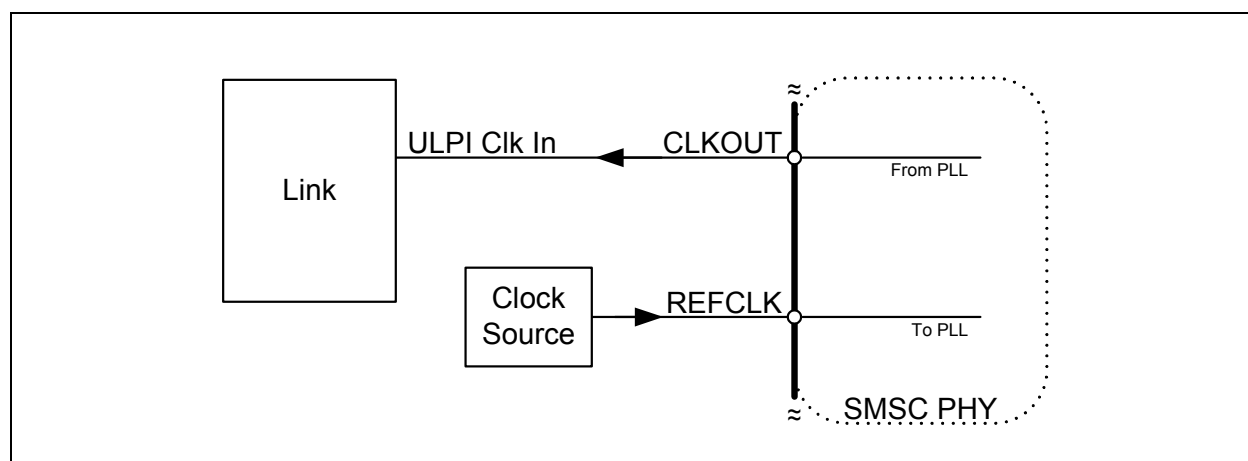 ULPI Clk In
CLKOUT
From PLL
Link
Clock
Source
REFCLK
To PLL
SMSC PHY